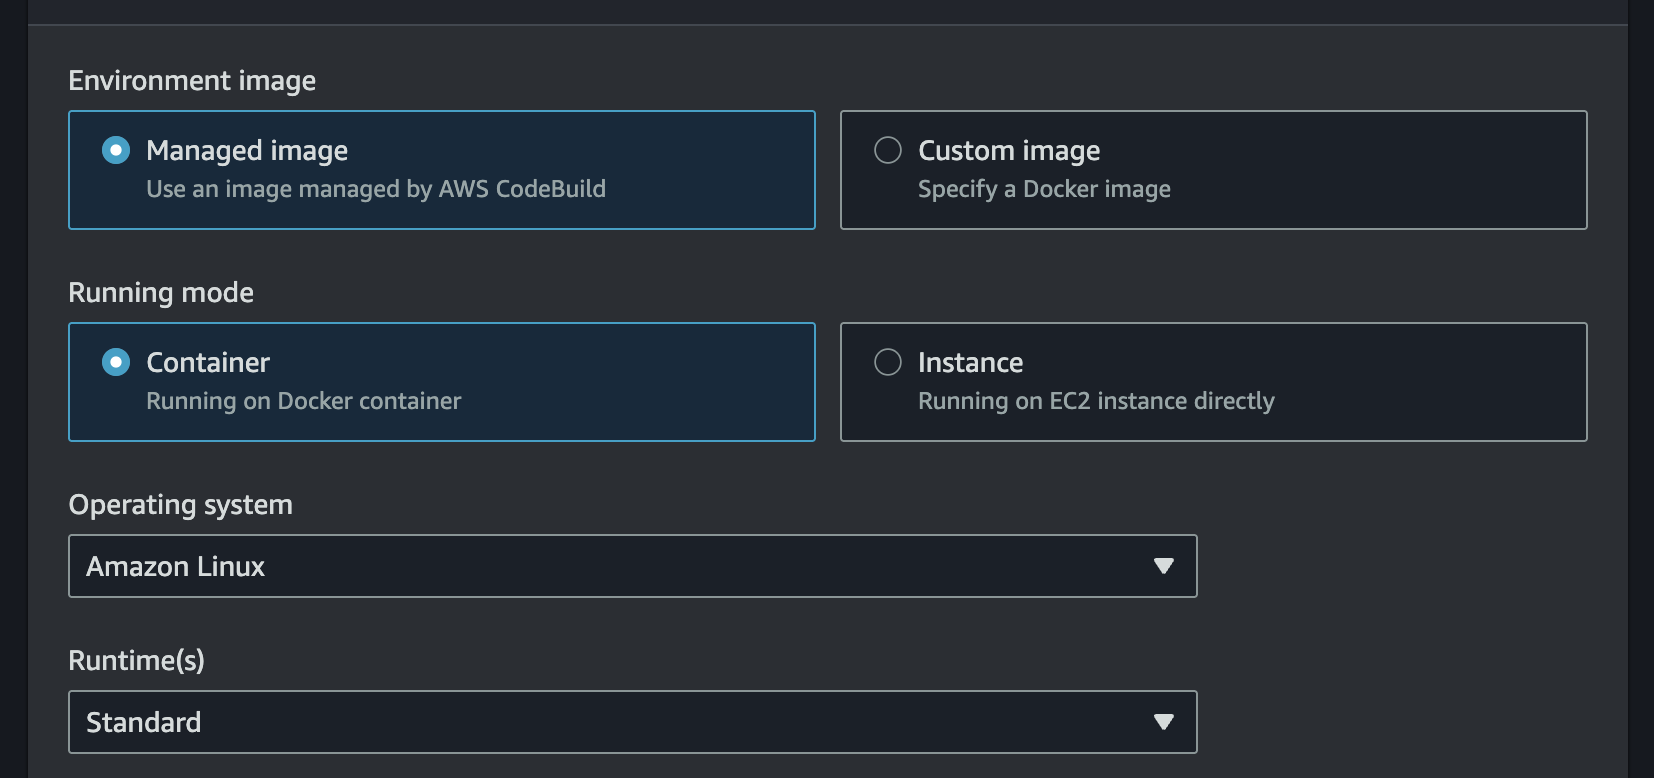 Environment image
Managed image
Use an image managed by AWS CodeBuild
Custom image
Specify a Docker image
Running mode
Container
Running on Docker container
Instance
Running on EC2 instance directly
Operating system
Amazon Linux
Runtime(s)
Standard